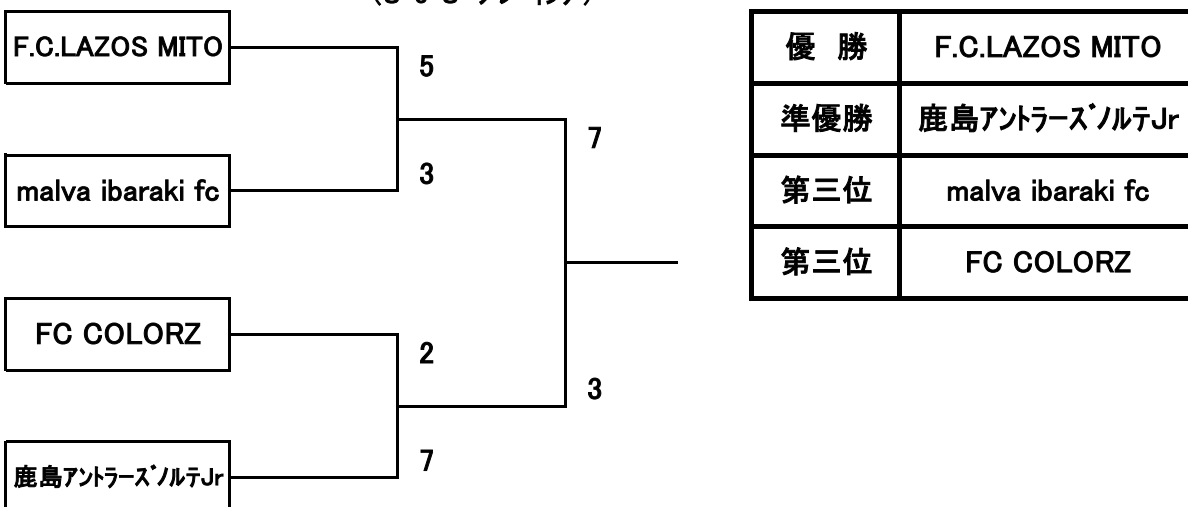 F.C.LAZOS MITO
5
7
3
malva ibaraki fc
FC COLORZ
2
3
7
鹿島アントラーズノルテJr
優 勝 F.C.LAZOS MITO
準優勝 鹿島アントラーズノルテJr
第三位 malva ibaraki fc
第三位 FC COLORZ